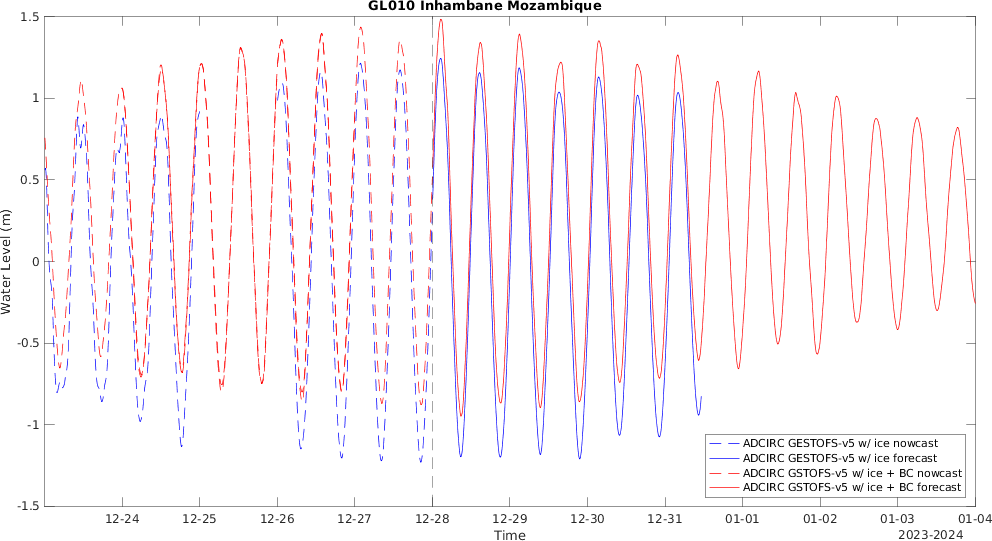 GL010 Inhambane Mozambique
Water Level (m)
1.5
1
0.5
0
-0.5
-1
-1.5
ADCIRC GESTOFS-v5 w/ ice nowcast
ADCIRC GESTOFS-v5 w/ ice forecast
ADCIRC GSTOFS-v5 w/ ice + BC nowcast
ADCIRC GSTOFS-v5 w/ ice + BC forecast
12-24 12-25 12-26 12-27 12-28 12-29 12-30 12-31 01-01 01-02 01-03 01-04
Time
2023-2024